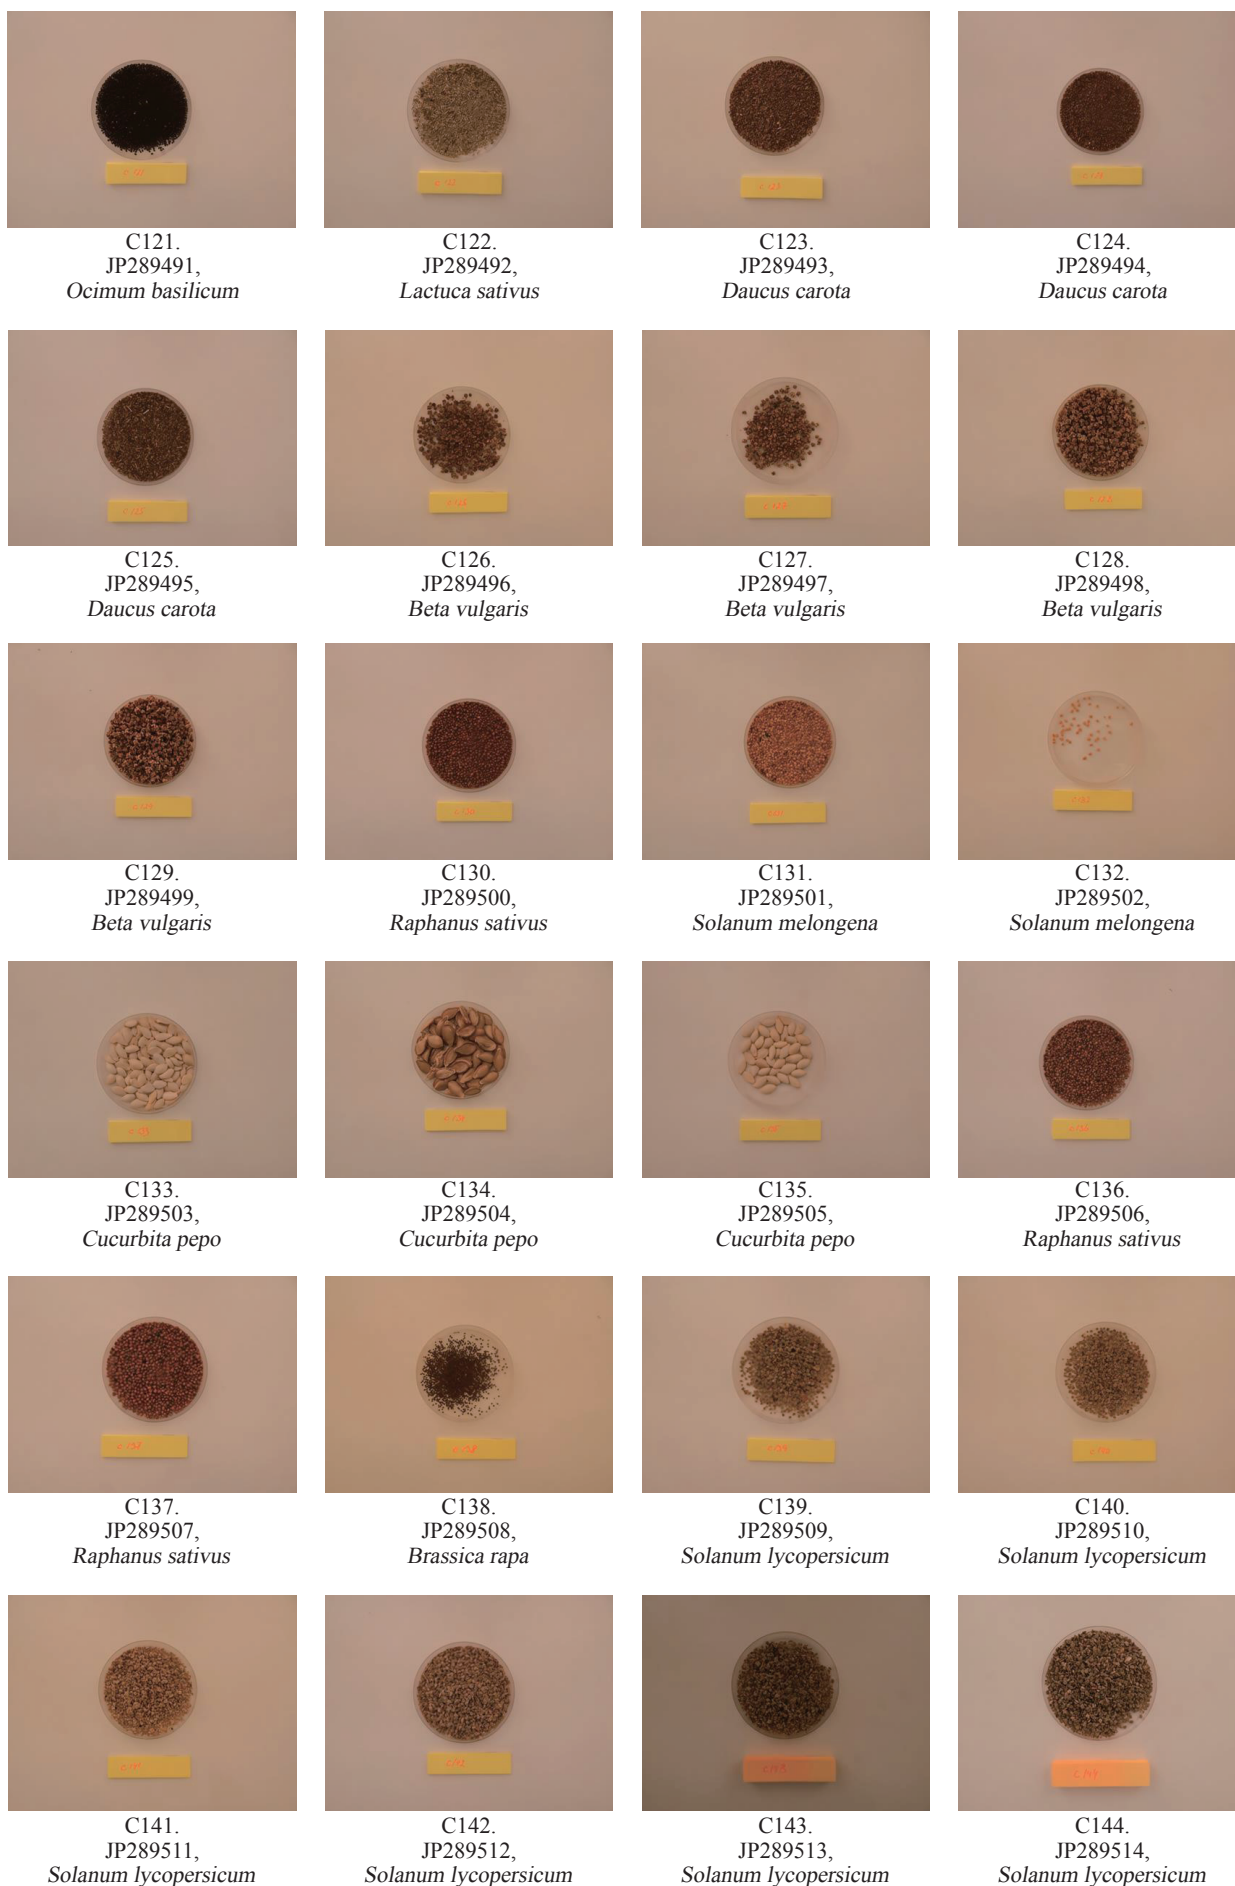 C121.
JP289491,
Ocimum basilicum
C122.
JP289492,
Lactuca sativus
C123.
JP289493,
Daucus carota
C124.
JP289494,
Daucus carota
C125.
JP289495,
Daucus carota
C126.
JP289496,
Beta vulgaris
C127.
JP289497,
Beta vulgaris
C128.
JP289498,
Beta vulgaris
C129.
JP289499,
Beta vulgaris
C130.
JP289500,
Raphanus sativus
C131.
JP289501,
Solanum melongena
C132.
JP289502,
Solanum melongena
C133.
JP289503,
Cucurbita pepo
C134.
JP289504,
Cucurbita pepo
C135.
JP289505,
Cucurbita pepo
C136.
JP289506,
Raphanus sativus
C137.
JP289507,
Raphanus sativus
C138.
JP289508,
Brassica rapa
C139.
JP289509,
Solanum lycopersicum
C140.
JP289510,
Solanum lycopersicum
C141.
JP289511,
Solanum lycopersicum
C142.
JP289512,
Solanum lycopersicum
C143.
JP289513,
Solanum lycopersicum
C144.
JP289514,
Solanum lycopersicum